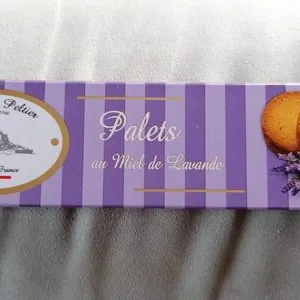 Peltier
Palets
au Miel de Lavande
France